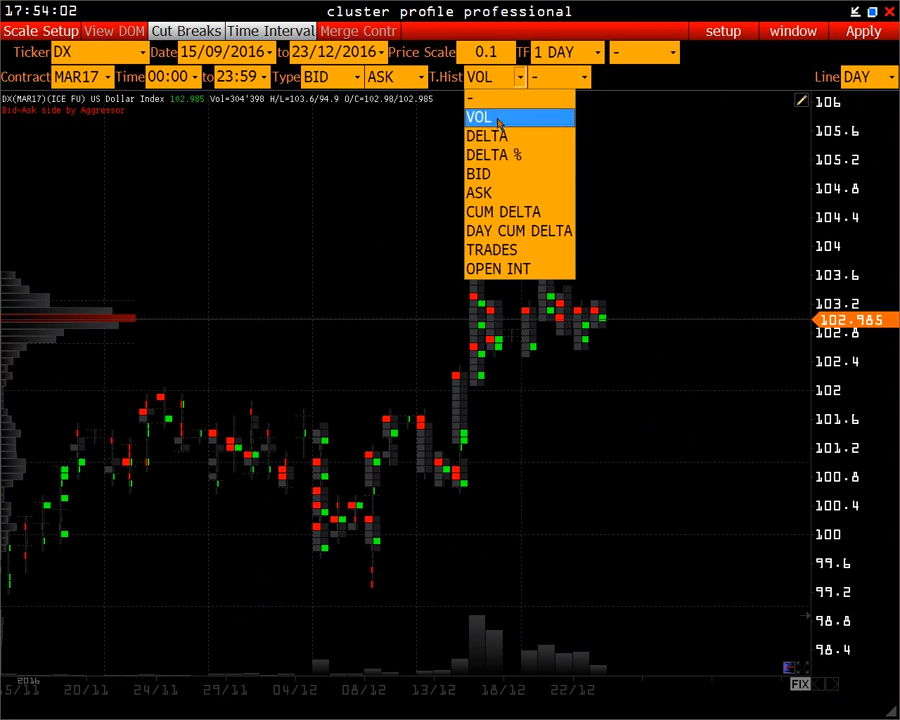 17:54:02 cluster profile professional
Scale Setup View DOM Cut Breaks Time Interval Merge Contr setup window Apply
Ticker DX Date 15/09/2016 to 23/12/2016 Price Scale 0.1 TF 1 DAY -
Contract MAR17 Time 00:00 to 23:59 Type BID ASK T.Hist VOL - Line DAY
DX(MAR17)(ICE FU) US Dollar Index 102.985 Vol=304'398 H/L=103.6/94.9 O/C=102.98/102.985
Bid-Ask side by Aggressor
-
VOL
DELTA
DELTA %
BID
ASK
CUM DELTA
DAY CUM DELTA
TRADES
OPEN INT
106
105.6
105.2
104.8
104.4
104
103.6
103.2
102.985
102.8
102.4
102
101.6
101.2
100.8
100.4
100
99.6
99.2
98.8
98.4
FIX
2016
15/11 20/11 24/11 29/11 04/12 08/12 13/12 18/12 22/12